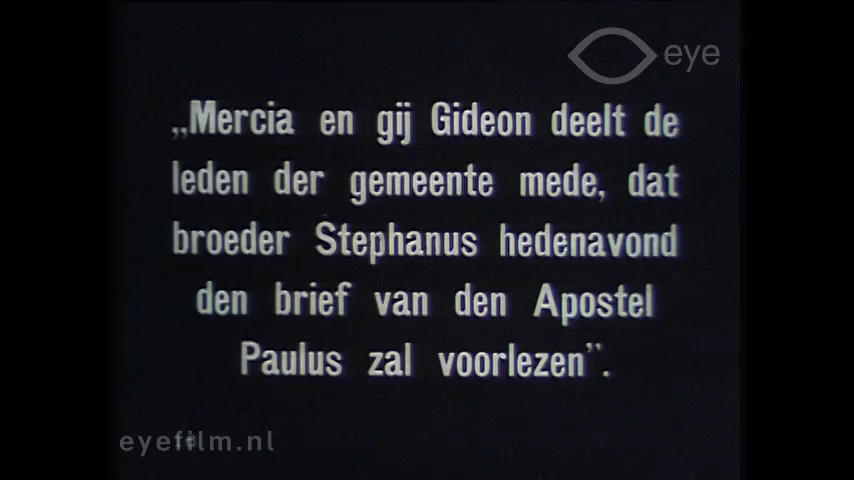 eye
„Mercia en gij Gideon deelt de
leden der gemeente mede, dat
broeder Stephanus hedenavond
den brief van den Apostel
Paulus zal voorlezen”.
eyefilm.nl